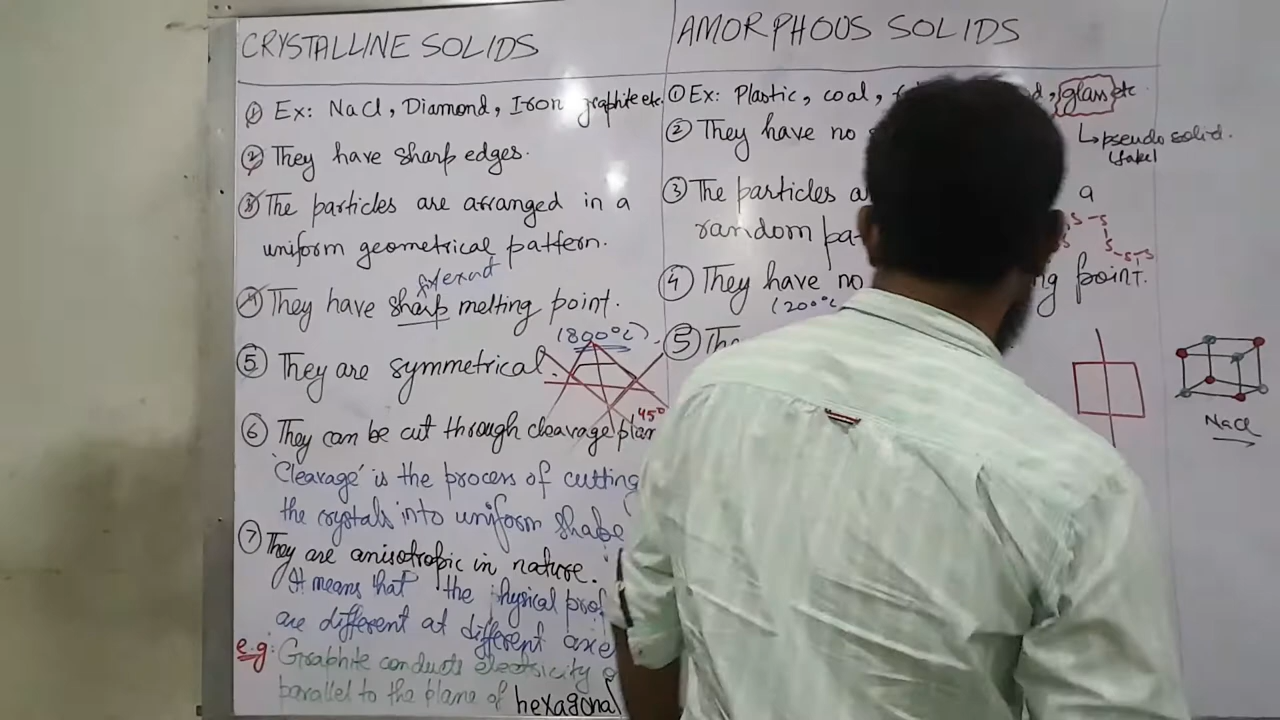 CRYSTALLINE SOLIDS
① Ex: NaCl, Diamond, Iron graphite etc.
② They have sharp edges.
③ The particles are arranged in a
uniform geometrical pattern.
④ They have sharp melting point.
(800°C)
⑤ They are symmetrical.
45°
⑥ They can be cut through cleavage plan
'Cleavage' is the process of cutting
the crystals into uniform shape
⑦ They are anisotropic in nature.
It means that the physical prop
are different at different axe
e.g: Graphite conducts electricity
parallel to the plane of hexagonal
AMORPHOUS SOLIDS
① Ex: Plastic, coal, glass etc
↳ pseudo solid.
② They have no
③ The particles a
a
random pa
S-S
S
S
S-S-S
④ They have no ng point.
(200°C
⑤ The
NaCl